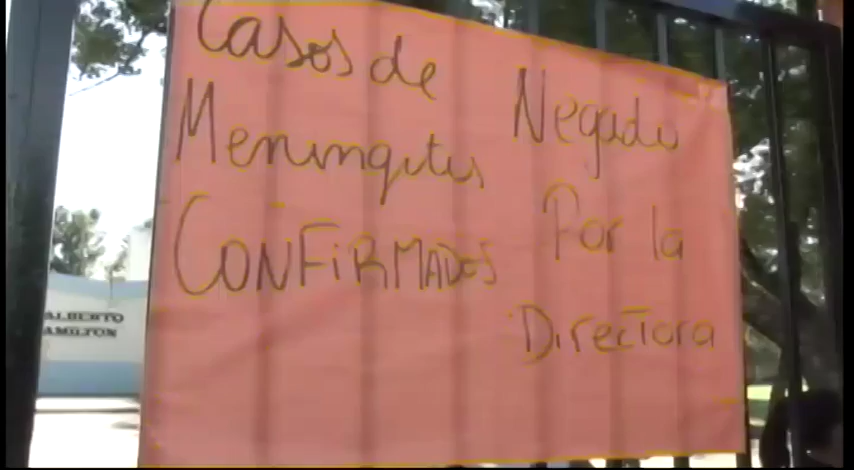 Casos de
Meningitis
CONFiRMADOS
Negado
Por la
Directora
ALBERTO
AMILTON